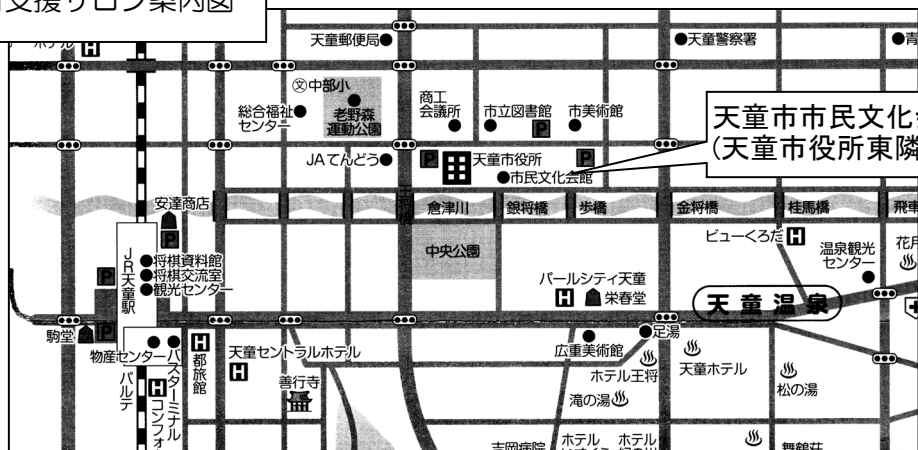 支援サロン案内図
ホテル
H
天童郵便局
天童警察署
青
文中部小
総合福祉
センター
老野森
運動公園
商工
会議所
市立図書館
P
市美術館
天童市市民文化
(天童市役所東隣
JAてんどう
P
天童市役所
P
市民文化会館
安達商店
P
倉津川
銀将橋
歩橋
金将橋
桂馬橋
飛車
JR天童駅
将棋資料館
将棋交流室
観光センター
P
中央公園
ビューくろだ
H
温泉観光
センター
花月
パールシティ天童
H
栄春堂
天童温泉
駒堂
P
物産センター
バスターミナル
パルテ
H
コンフォ
H
都旅館
天童セントラルホテル
H
善行寺
広重美術館
足湯
ホテル王将
滝の湯
天童ホテル
松の湯
吉岡病院
ホテル
ホテル
舞鶴荘